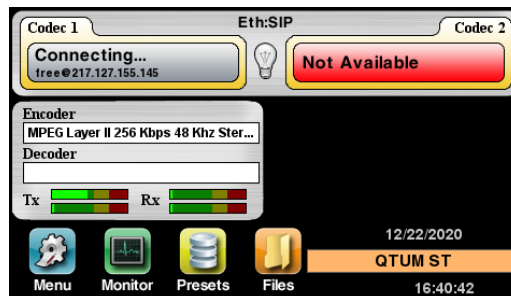 Codec 1
Eth:SIP
Codec 2
Connecting...
free@217.127.155.145
Not Available
Encoder
MPEG Layer II 256 Kbps 48 Khz Ster...
Decoder
Tx
Rx
12/22/2020
QTUM ST
Menu
Monitor
Presets
Files
16:40:42